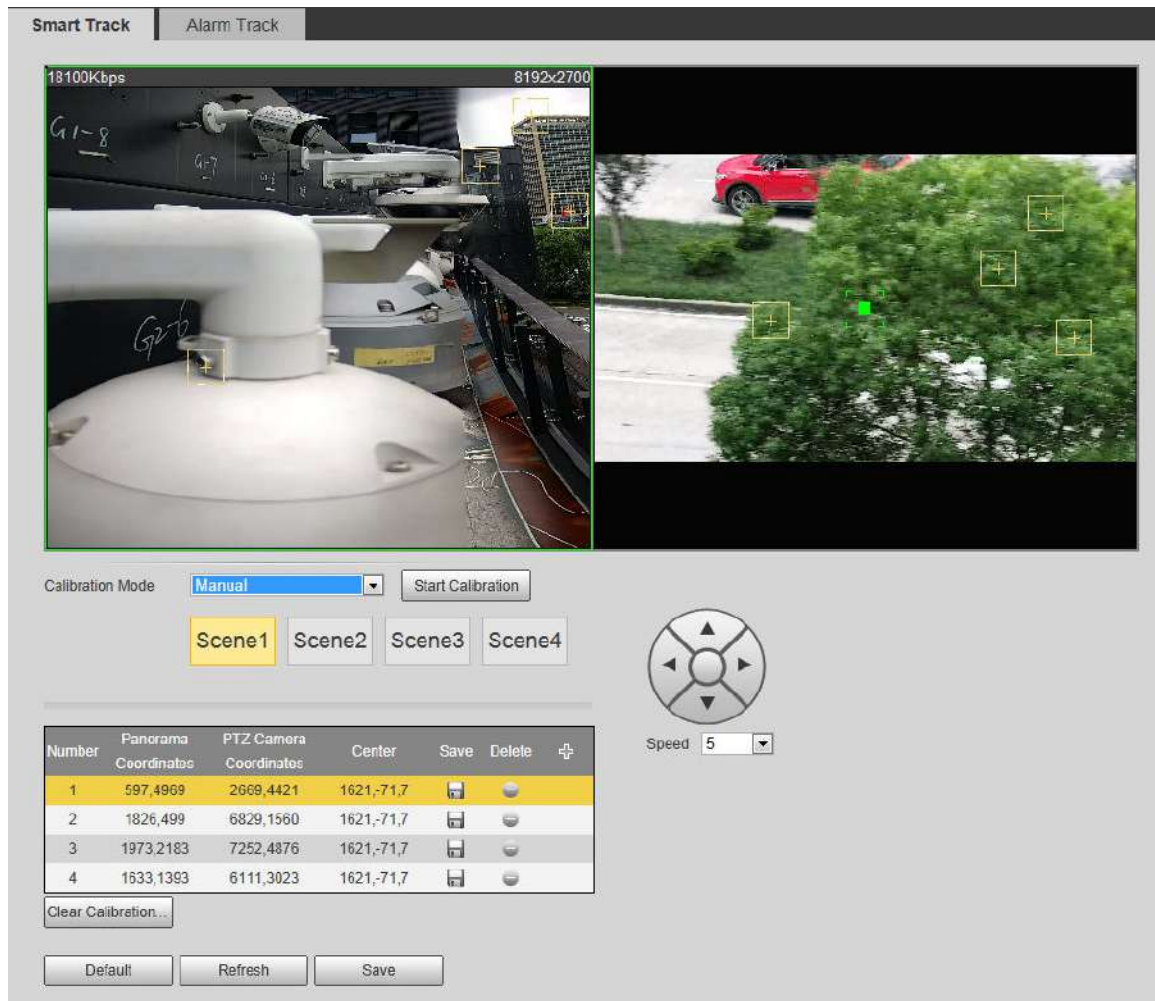 Smart Track
Alarm Track
18100Kbps
8192x2700
G1-8
G2-6
Calibration Mode
Manual
Start Calibration
Scene1
Scene2
Scene3
Scene4
Speed 5
Number Panorama Coordinates PTZ Camera Coordinates Center Save Delete
1 597,4969 2669,4421 1621,-71,7
2 1826,499 6829,1560 1621,-71,7
3 1973,2183 7252,4876 1621,-71,7
4 1633,1393 6111,3023 1621,-71,7
Clear Calibration...
Default
Refresh
Save